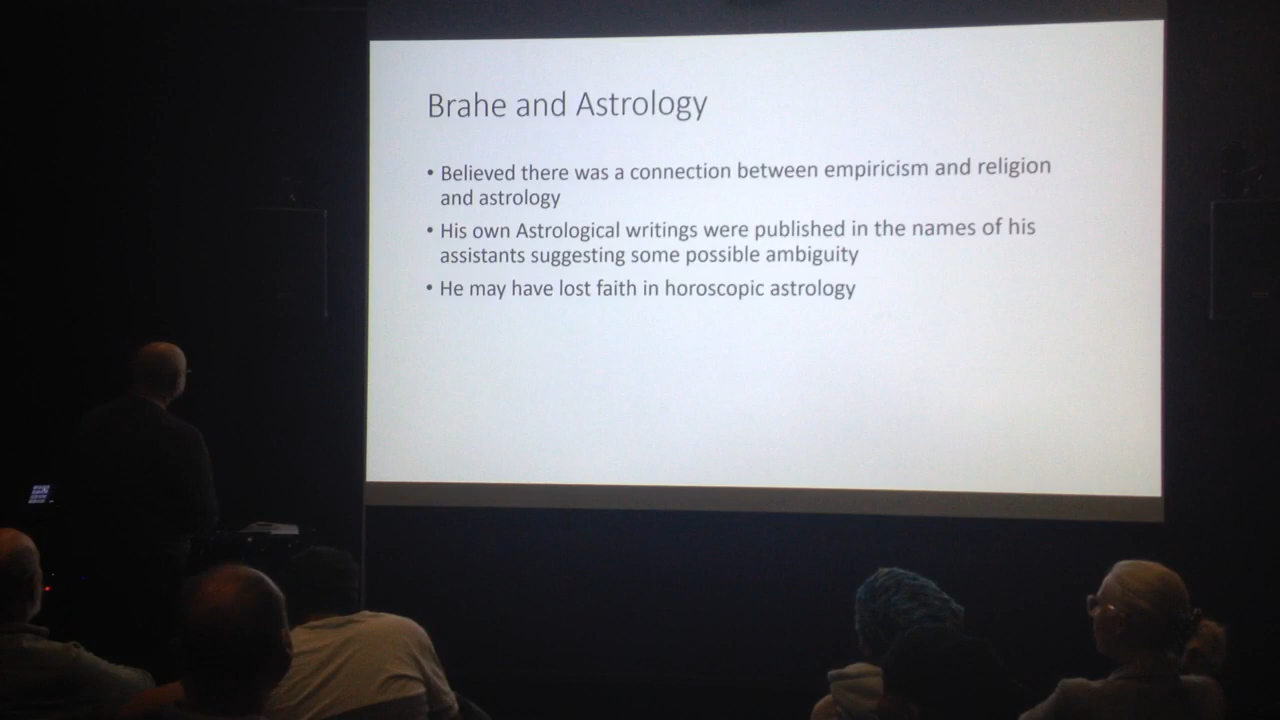 Brahe and Astrology
• Believed there was a connection between empiricism and religion
and astrology
• His own Astrological writings were published in the names of his
assistants suggesting some possible ambiguity
• He may have lost faith in horoscopic astrology